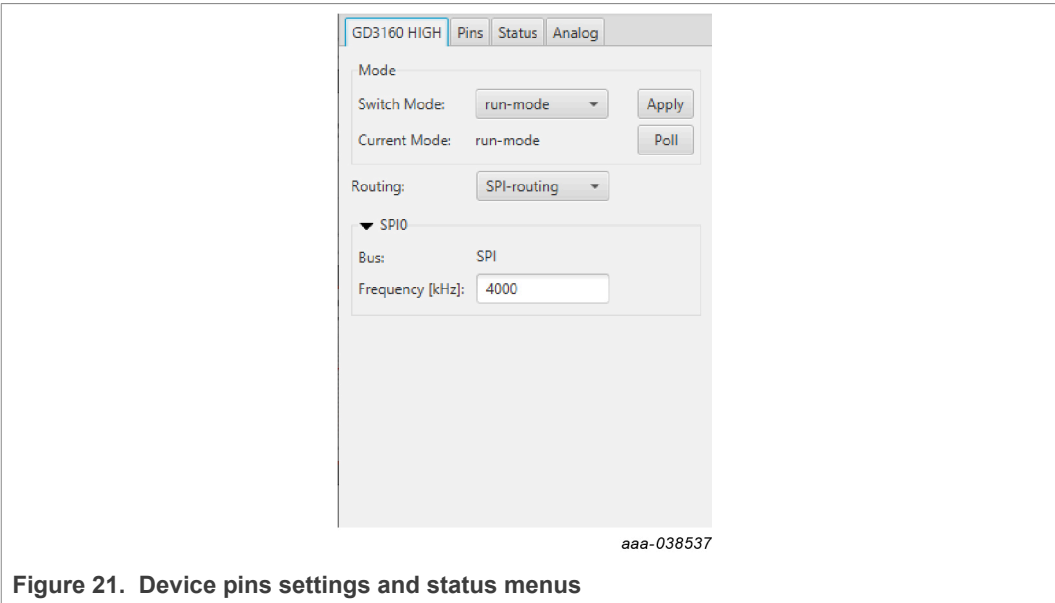 GD3160 HIGH Pins Status Analog
Mode
Switch Mode: run-mode Apply
Current Mode: run-mode Poll
Routing: SPI-routing
SPI0
Bus: SPI
Frequency [kHz]: 4000
aaa-038537
Figure 21. Device pins settings and status menus